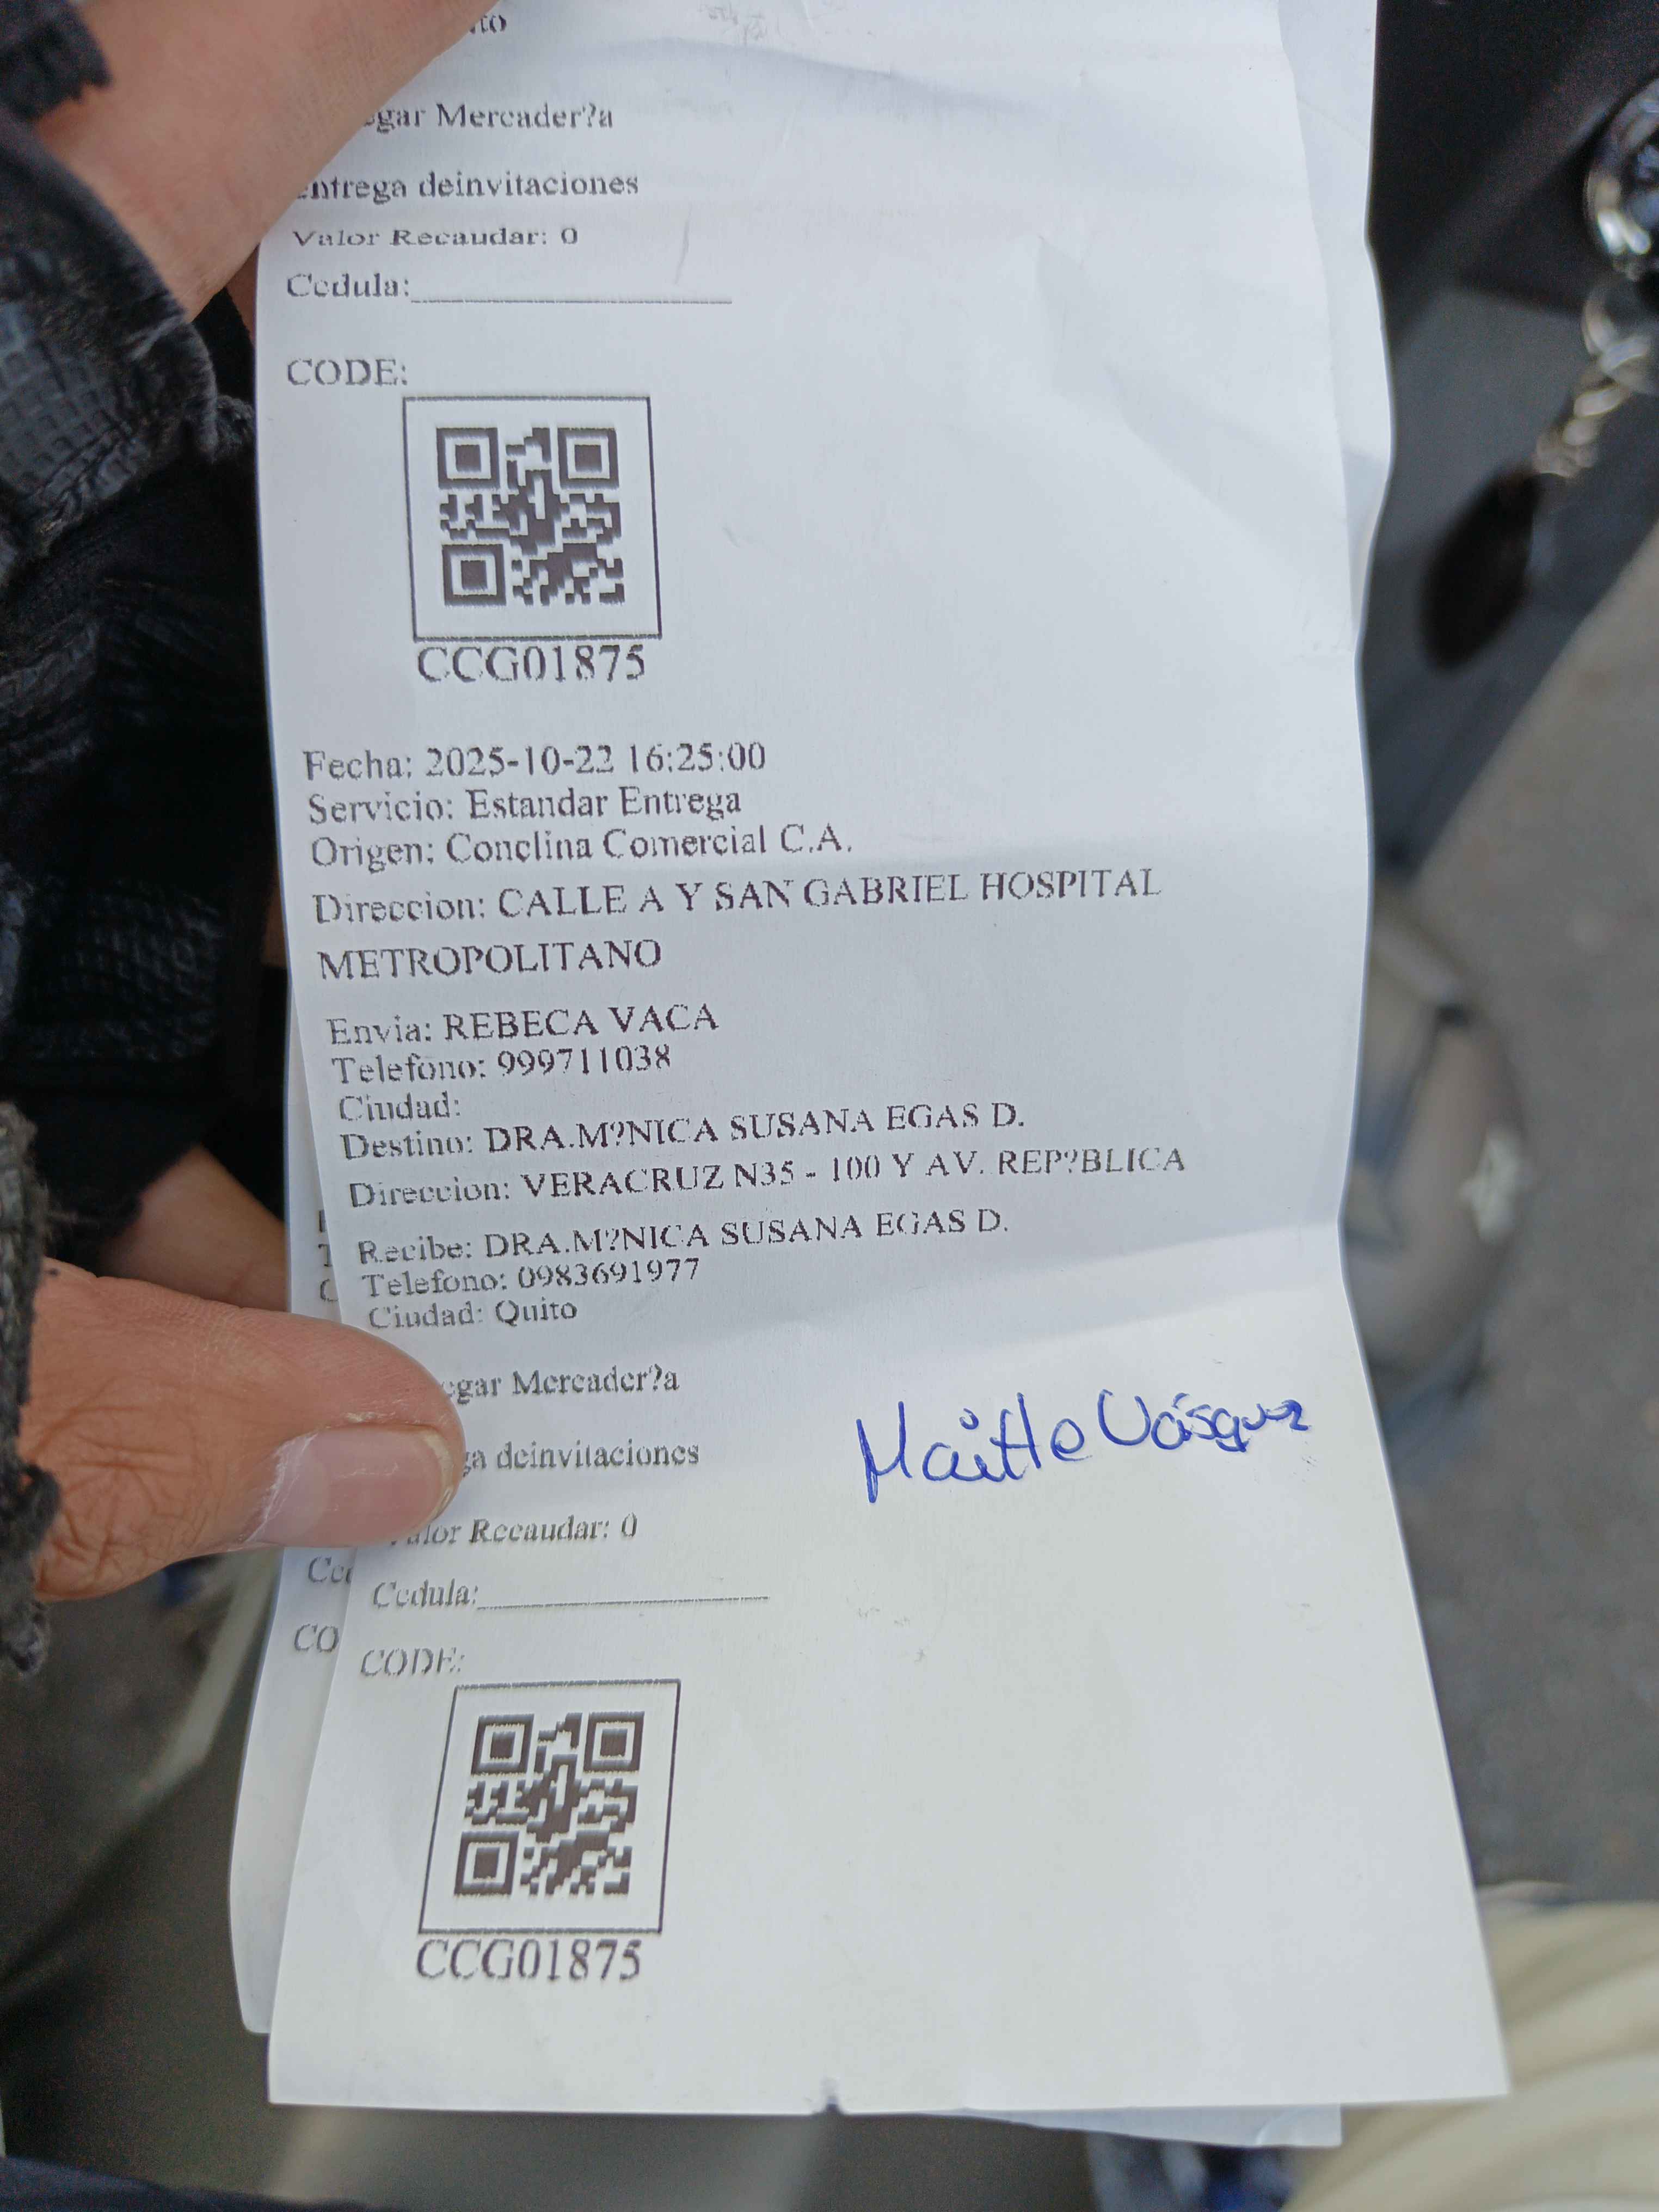 egar Mercader?a
entrega deinvitaciones
Valor Recaudar: 0
Cedula:
CODE:
CCG01875
Fecha: 2025-10-22 16:25:00
Servicio: Estandar Entrega
Origen: Conclina Comercial C.A.
Direccion: CALLE A Y SAN GABRIEL HOSPITAL
METROPOLITANO
Envia: REBECA VACA
Telefono: 999711038
Ciudad:
Destino: DRA.M?NICA SUSANA EGAS D.
Direccion: VERACRUZ N35 - 100 Y AV. REP?BLICA
Recibe: DRA.M?NICA SUSANA EGAS D.
Telefono: 0983691977
Ciudad: Quito
egar Mercader?a
ga deinvitaciones
Maitte Vásquez
alor Recaudar: 0
Cedula:
CODE:
CCG01875